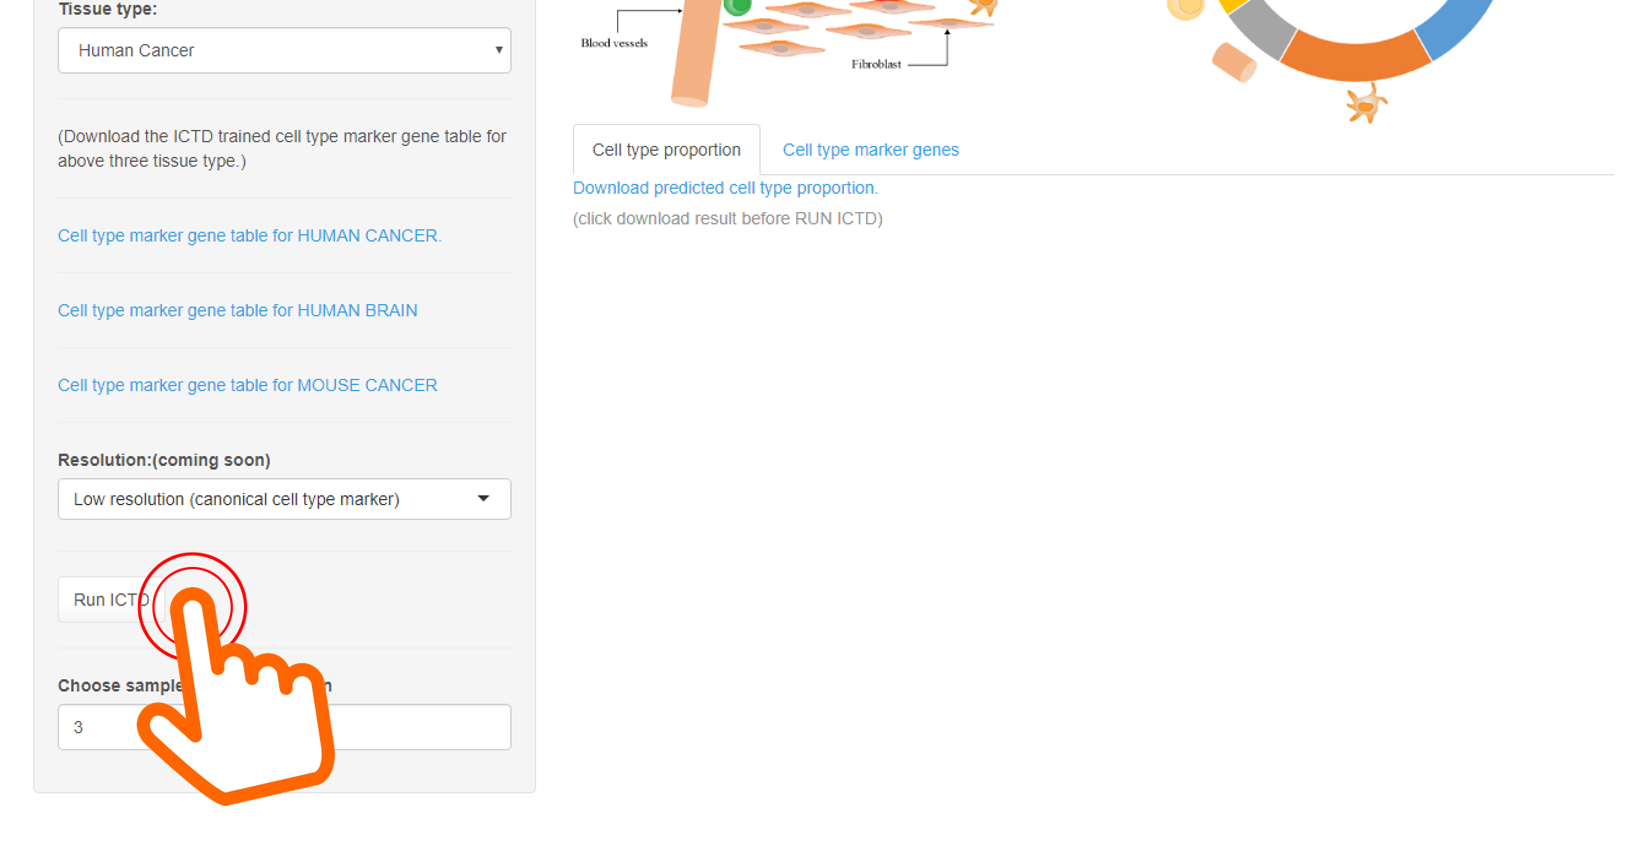 Tissue type:
Human Cancer
(Download the ICTD trained cell type marker gene table for
above three tissue type.)
Cell type marker gene table for HUMAN CANCER.
Cell type marker gene table for HUMAN BRAIN
Cell type marker gene table for MOUSE CANCER
Resolution:(coming soon)
Low resolution (canonical cell type marker)
Run ICTD
Choose sample
3
Blood vessels
Fibroblast
Cell type proportion
Cell type marker genes
Download predicted cell type proportion.
(click download result before RUN ICTD)